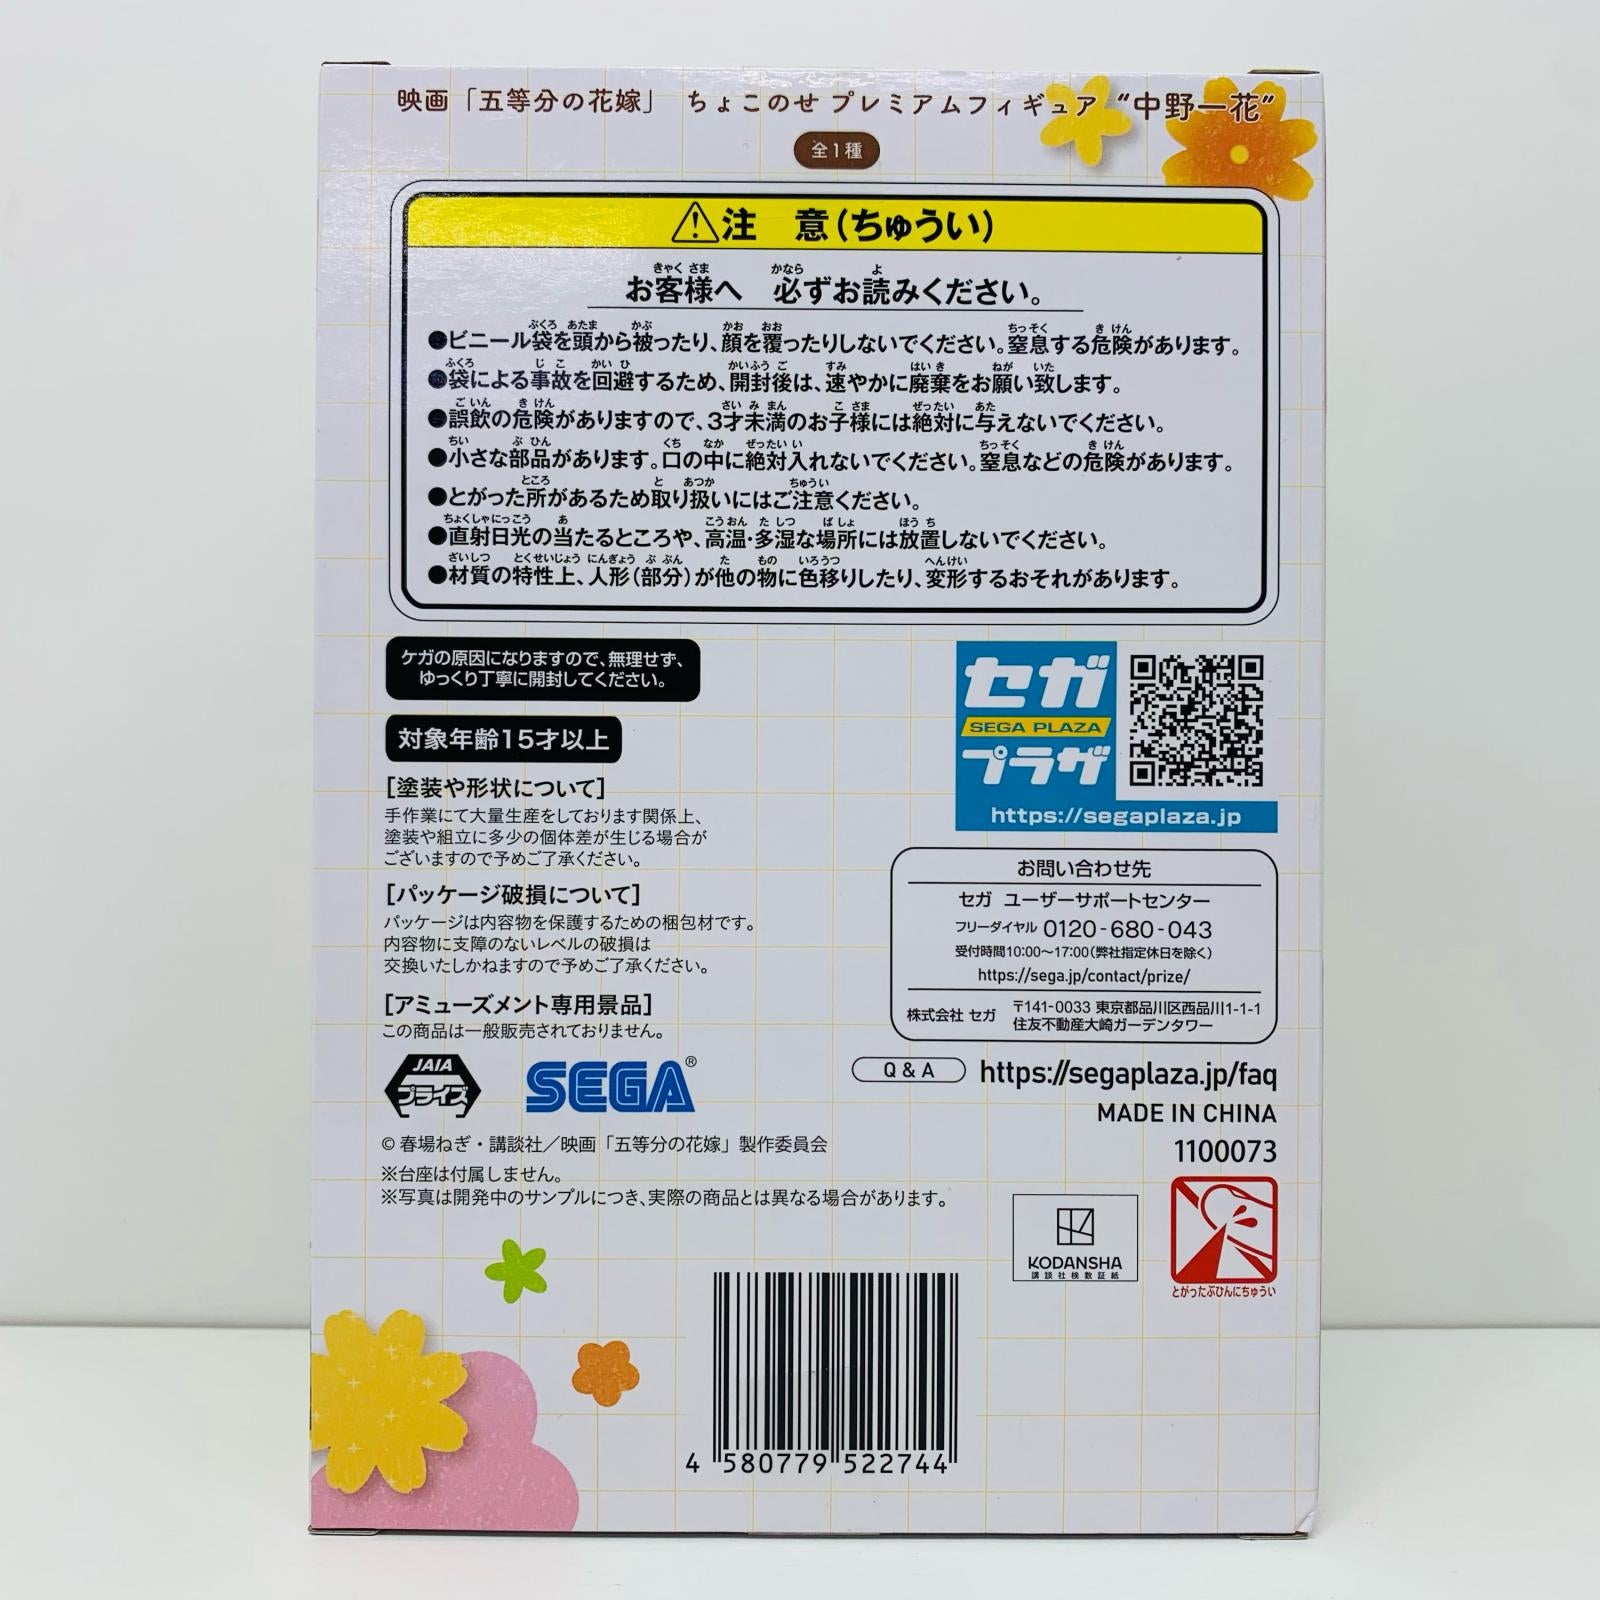 映画「五等分の花嫁」 ちょこのせ プレミアムフィギュア “中野一花”
全1種
注 意(ちゅうい)
お客様へ 必ずお読みください。
●ビニール袋を頭から被ったり、顔を覆ったりしないでください。窒息する危険があります。
●袋による事故を回避するため、開封後は、速やかに廃棄をお願い致します。
●誤飲の危険がありますので、3才未満のお子様には絶対に与えないでください。
●小さな部品があります。口の中に絶対入れないでください。窒息などの危険があります。
●とがった所があるため取り扱いにはご注意ください。
●直射日光の当たるところや、高温・多湿な場所には放置しないでください。
●材質の特性上、人形(部分)が他の物に色移りしたり、変形するおそれがあります。
ケガの原因になりますので、無理せず、
ゆっくり丁寧に開封してください。
対象年齢15才以上
[塗装や形状について]
手作業にて大量生産をしております関係上、
塗装や組立に多少の個体差が生じる場合が
ございますので予めご了承ください。
[パッケージ破損について]
パッケージは内容物を保護するための梱包材です。
内容物に支障のないレベルの破損は
交換いたしかねますので予めご了承ください。
[アミューズメント専用景品]
この商品は一般販売されておりません。
JAIA
プライズ
SEGA®
© 春場ねぎ・講談社/映画「五等分の花嫁」製作委員会
※台座は付属しません。
※写真は開発中のサンプルにつき、実際の商品とは異なる場合があります。
セガ
SEGA PLAZA
プラザ
https://segaplaza.jp
お問い合わせ先
セガ ユーザーサポートセンター
フリーダイヤル 0120-680-043
受付時間10:00〜17:00(弊社指定休日を除く)
https://sega.jp/contact/prize/
株式会社 セガ
〒141-0033 東京都品川区西品川1-1-1
住友不動産大崎ガーデンタワー
Q & A https://segaplaza.jp/faq
MADE IN CHINA
1100073
KODANSHA
講談社検数証紙
とがったぶひんにちゅうい
4 580779 522744